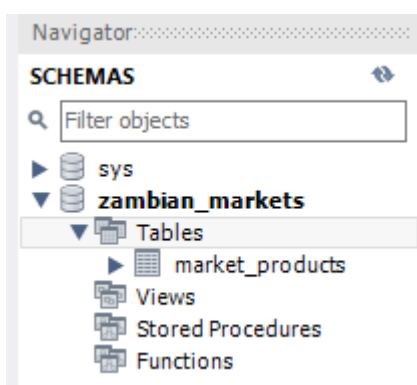 Navigator
SCHEMAS
Filter objects
sys
zambian_markets
Tables
market_products
Views
Stored Procedures
Functions